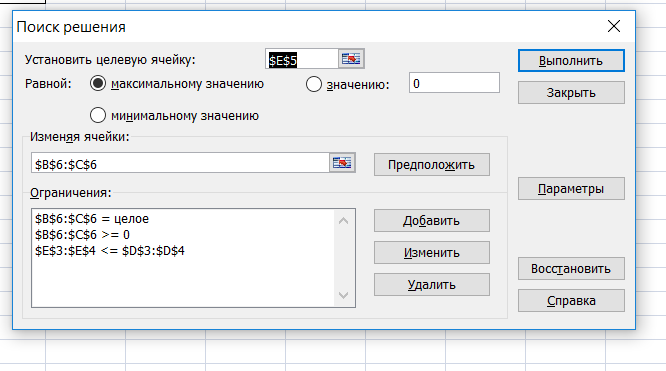 Поиск решения
Установить целевую ячейку: $E$5 Выполнить
Равной: максимальному значению значению: 0 Закрыть
минимальному значению
Изменяя ячейки:
$B$6:$C$6 Предположить
Параметры
Ограничения:
$B$6:$C$6 = целое
$B$6:$C$6 >= 0
$E$3:$E$4 <= $D$3:$D$4
Добавить
Изменить
Удалить
Восстановить
Справка